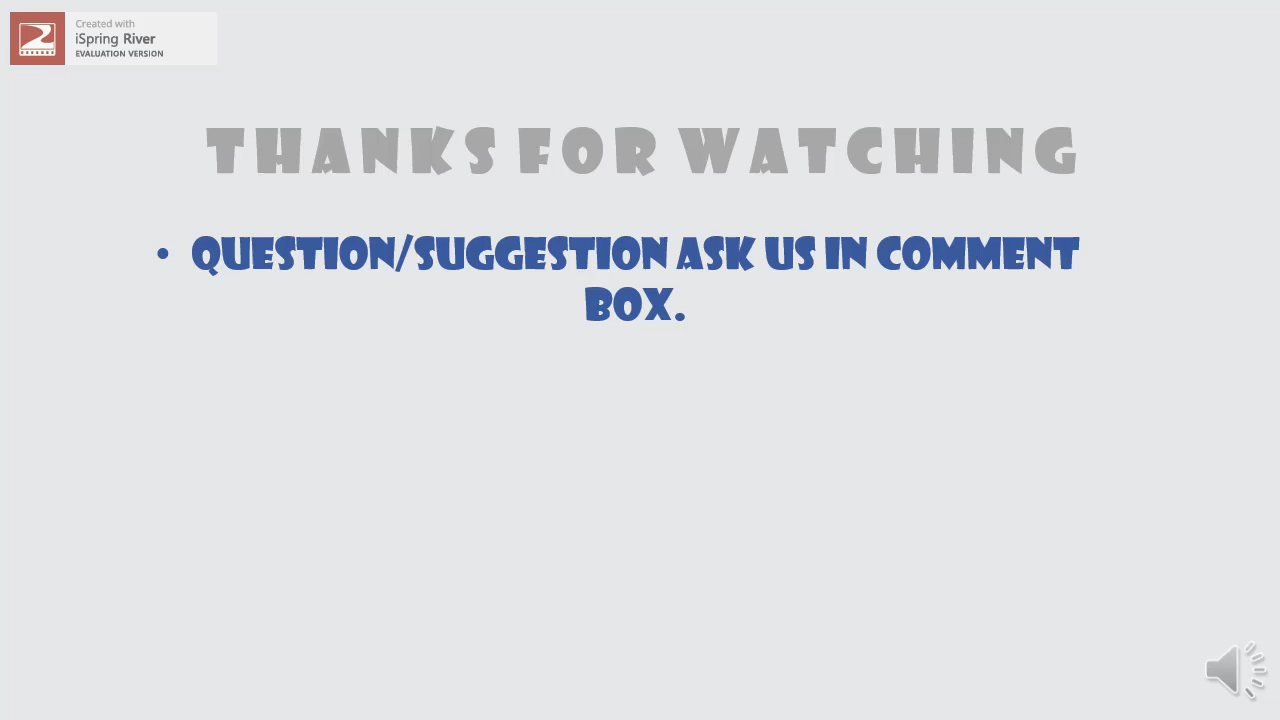 Created with
iSpring River
EVALUATION VERSION
THANKS FOR WATCHING
• QUESTION/SUGGESTION ASK US IN COMMENT
BOX.